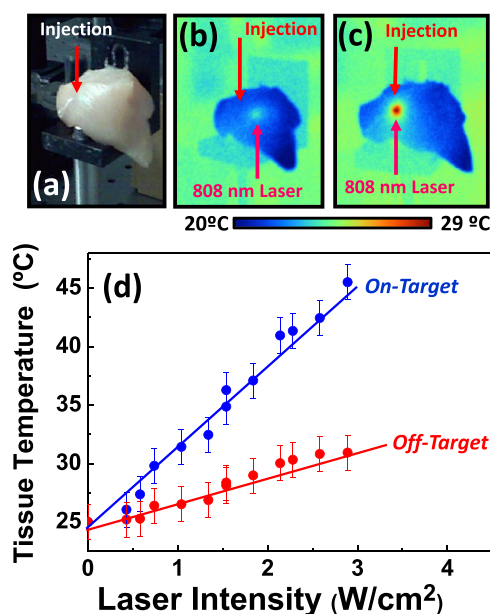 Injection
(a)
(b)
Injection
808 nm Laser
(c)
Injection
808 nm Laser
20ºC
29 ºC
(d)
On-Target
Off-Target
Tissue Temperature (ºC)
45
40
35
30
25
0
1
2
3
4
Laser Intensity (W/cm²)